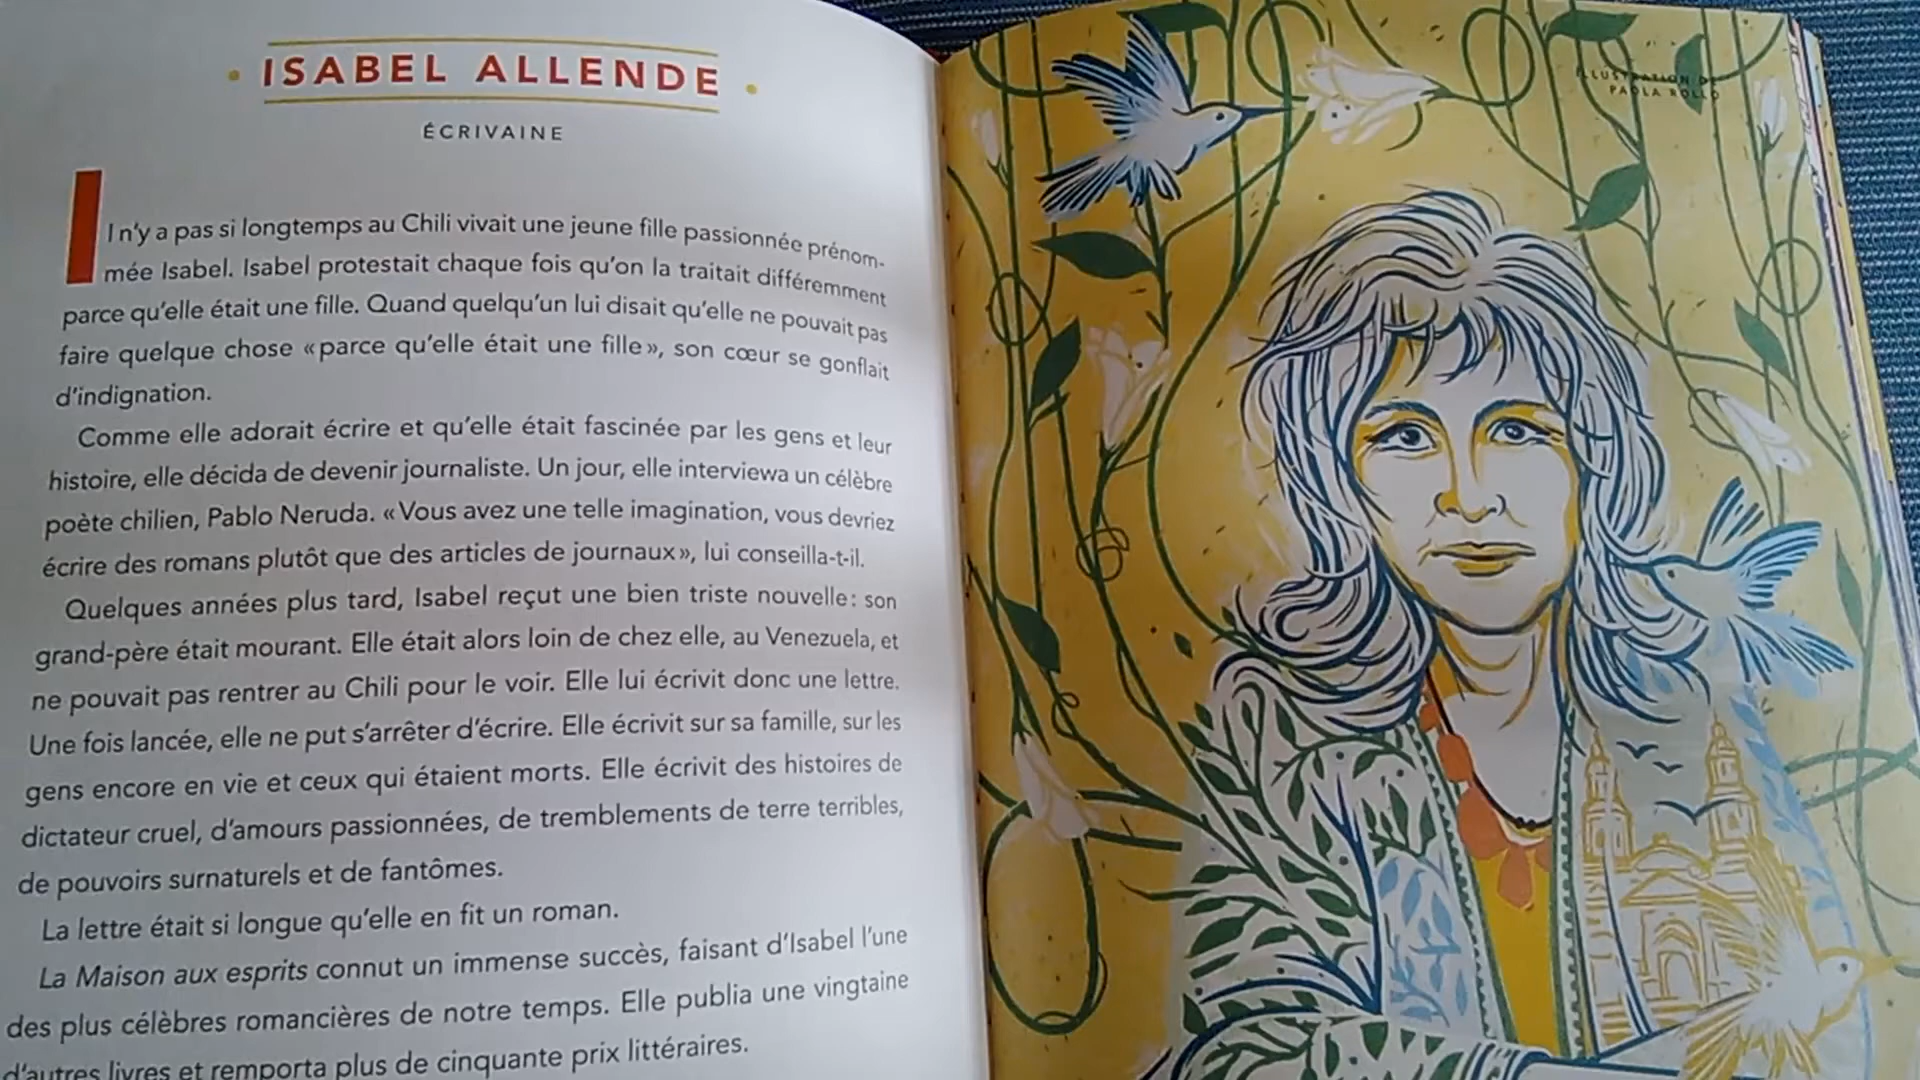 ISABEL ALLENDE
ÉCRIVAINE
Il n'y a pas si longtemps au Chili vivait une jeune fille passionnée prénom-
mée Isabel. Isabel protestait chaque fois qu'on la traitait différemment
parce qu'elle était une fille. Quand quelqu'un lui disait qu'elle ne pouvait pas
faire quelque chose «parce qu'elle était une fille», son cœur se gonflait
d'indignation.
Comme elle adorait écrire et qu'elle était fascinée par les gens et leur
histoire, elle décida de devenir journaliste. Un jour, elle interviewa un célèbre
poète chilien, Pablo Neruda. «Vous avez une telle imagination, vous devriez
écrire des romans plutôt que des articles de journaux», lui conseilla-t-il.
Quelques années plus tard, Isabel reçut une bien triste nouvelle: son
grand-père était mourant. Elle était alors loin de chez elle, au Venezuela, et
ne pouvait pas rentrer au Chili pour le voir. Elle lui écrivit donc une lettre.
Une fois lancée, elle ne put s'arrêter d'écrire. Elle écrivit sur sa famille, sur les
gens encore en vie et ceux qui étaient morts. Elle écrivit des histoires de
dictateur cruel, d'amours passionnées, de tremblements de terre terribles,
de pouvoirs surnaturels et de fantômes.
La lettre était si longue qu'elle en fit un roman.
La Maison aux esprits connut un immense succès, faisant d'Isabel l'une
des plus célèbres romancières de notre temps. Elle publia une vingtaine
d'autres livres et remporta plus de cinquante prix littéraires.
ILLUSTRATION DE
PAOLA ROLLO